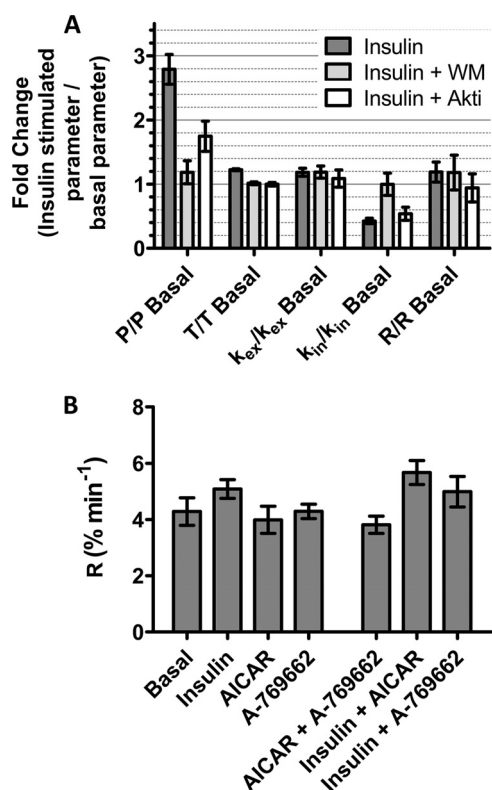 A
Fold Change
(Insulin stimulated
parameter /
basal parameter)
3
2
1
0
Insulin
Insulin + WM
Insulin + Akti
P/P Basal
T/T Basal
kex/kex Basal
kin/kin Basal
R/R Basal
B
R (% min-1)
8
6
4
2
0
Basal
Insulin
AICAR
A-769662
AICAR + A-769662
Insulin + AICAR
Insulin + A-769662